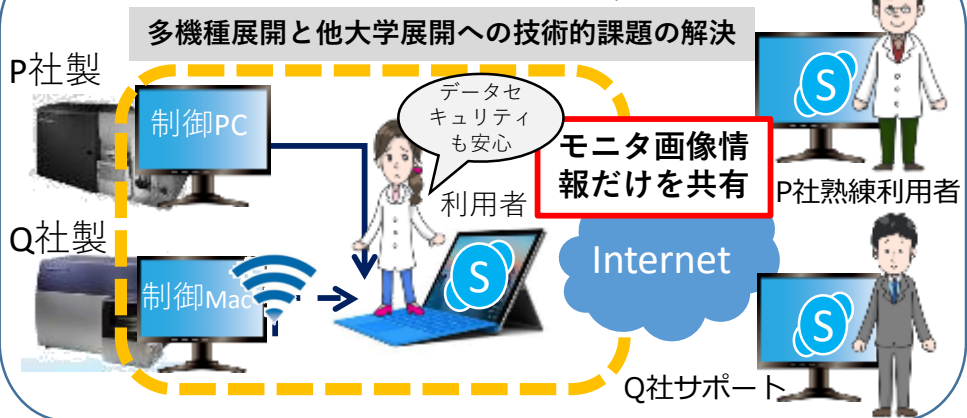 多機種展開と他大学展開への技術的課題の解決
P社製
制御PC
データセ
キュリティ
も安心
モニタ画像情
報だけを共有
利用者
P社熟練利用者
Q社製
制御Mac
Internet
S
S
S
Q社サポート